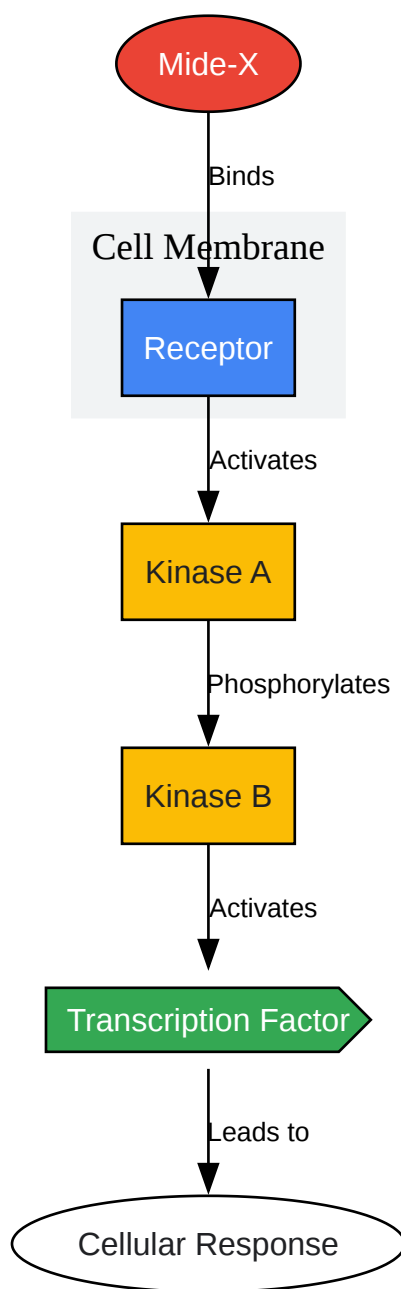 Mide-X
Binds
Cell Membrane
Receptor
Activates
Kinase A
Phosphorylates
Kinase B
Activates
Transcription Factor
Leads to
Cellular Response